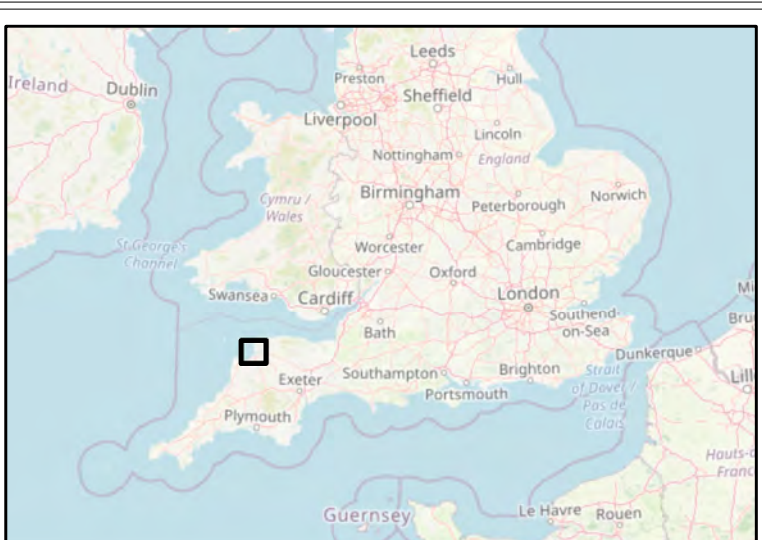 Leeds
Ireland
Dublin
Preston
Hull
Sheffield
Liverpool
Lincoln
Nottingham
England
Birmingham
Norwich
Cymru /
Wales
Peterborough
St George's
Channel
Worcester
Cambridge
Gloucester
Oxford
Swansea
Cardiff
London
Southend-
on-Sea
Bath
Dunkerque
Exeter
Southampton
Brighton
Strait
of Dover /
Pas de
Calais
Portsmouth
Plymouth
Guernsey
Le Havre
Rouen